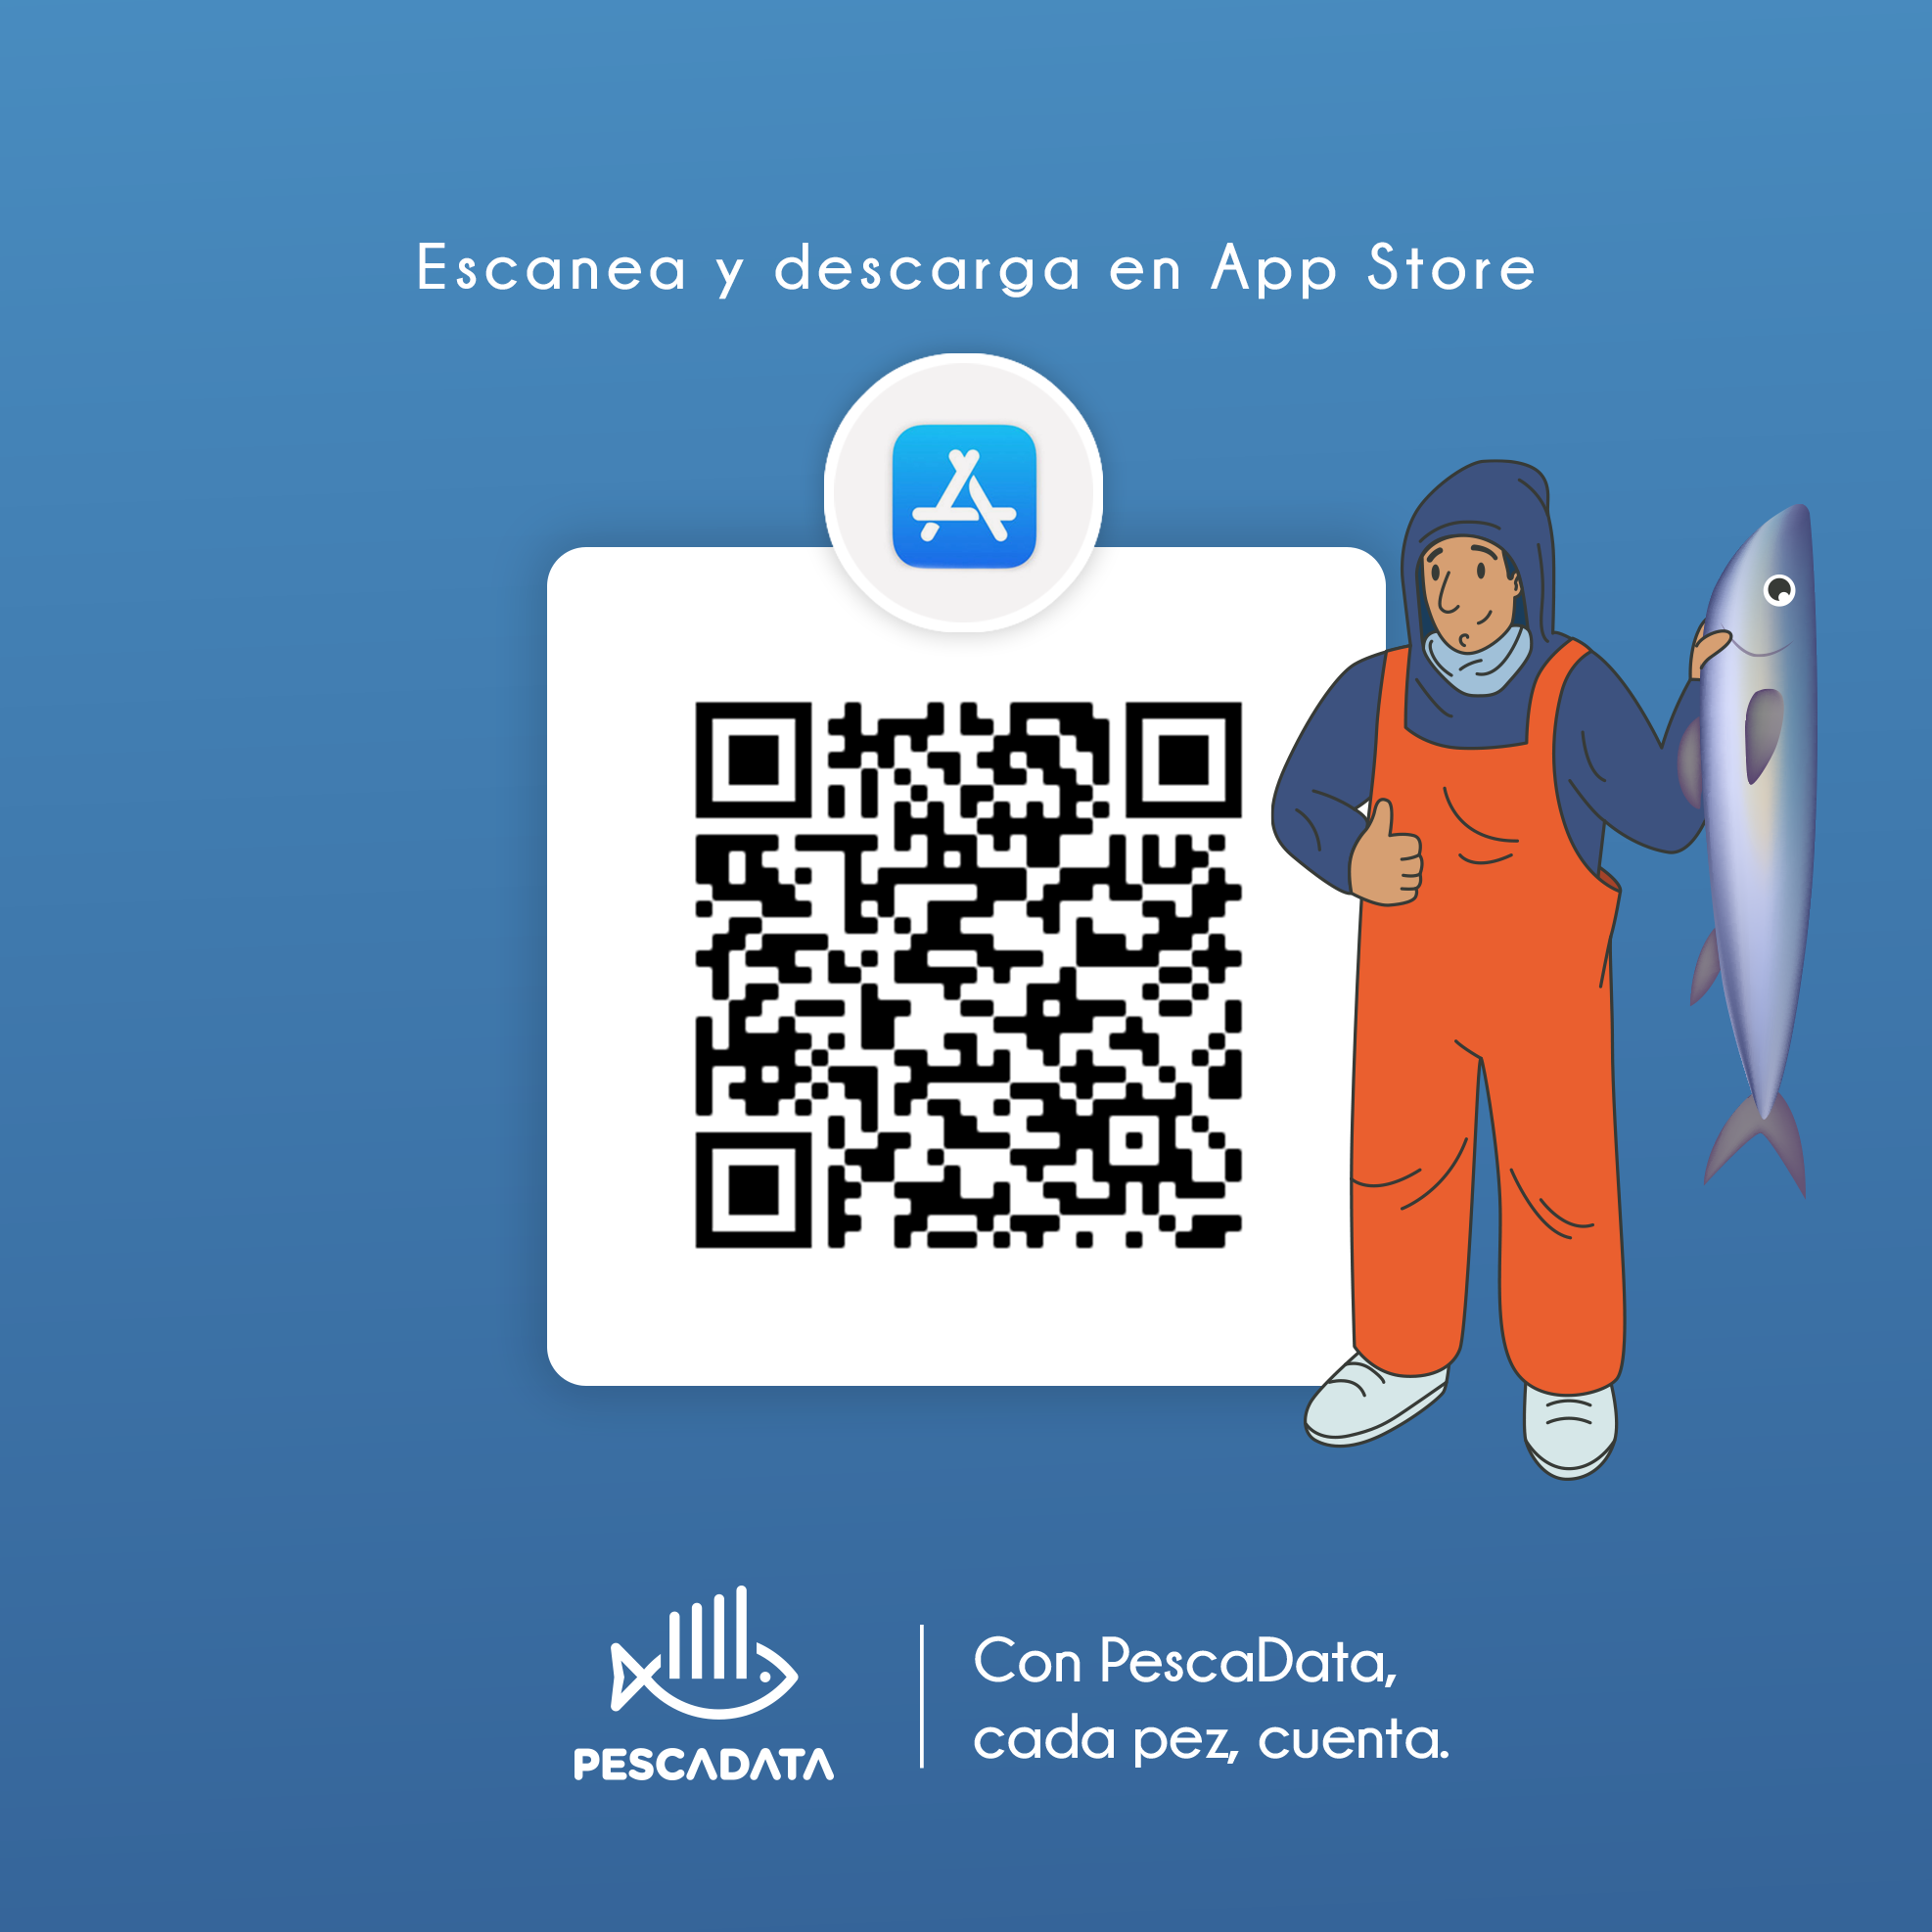 Escanea y descarga en App Store
PESCADATA
Con PescaData,
cada pez, cuenta.